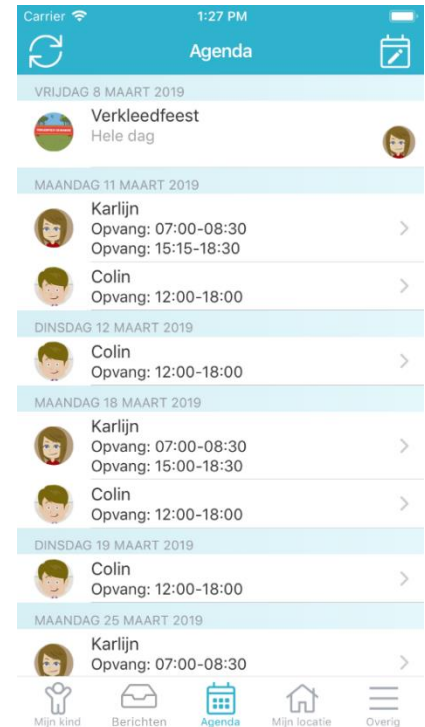 Carrier 1:27 PM
Agenda
VRIJDAG 8 MAART 2019
Verkleedfeest
Hele dag
MAANDAG 11 MAART 2019
Karlijn
Opvang: 07:00-08:30
Opvang: 15:15-18:30
Colin
Opvang: 12:00-18:00
DINSDAG 12 MAART 2019
Colin
Opvang: 12:00-18:00
MAANDAG 18 MAART 2019
Karlijn
Opvang: 07:00-08:30
Opvang: 15:00-18:30
Colin
Opvang: 12:00-18:00
DINSDAG 19 MAART 2019
Colin
Opvang: 12:00-18:00
MAANDAG 25 MAART 2019
Karlijn
Opvang: 07:00-08:30
Mijn kind Berichten Agenda Mijn locatie Overig